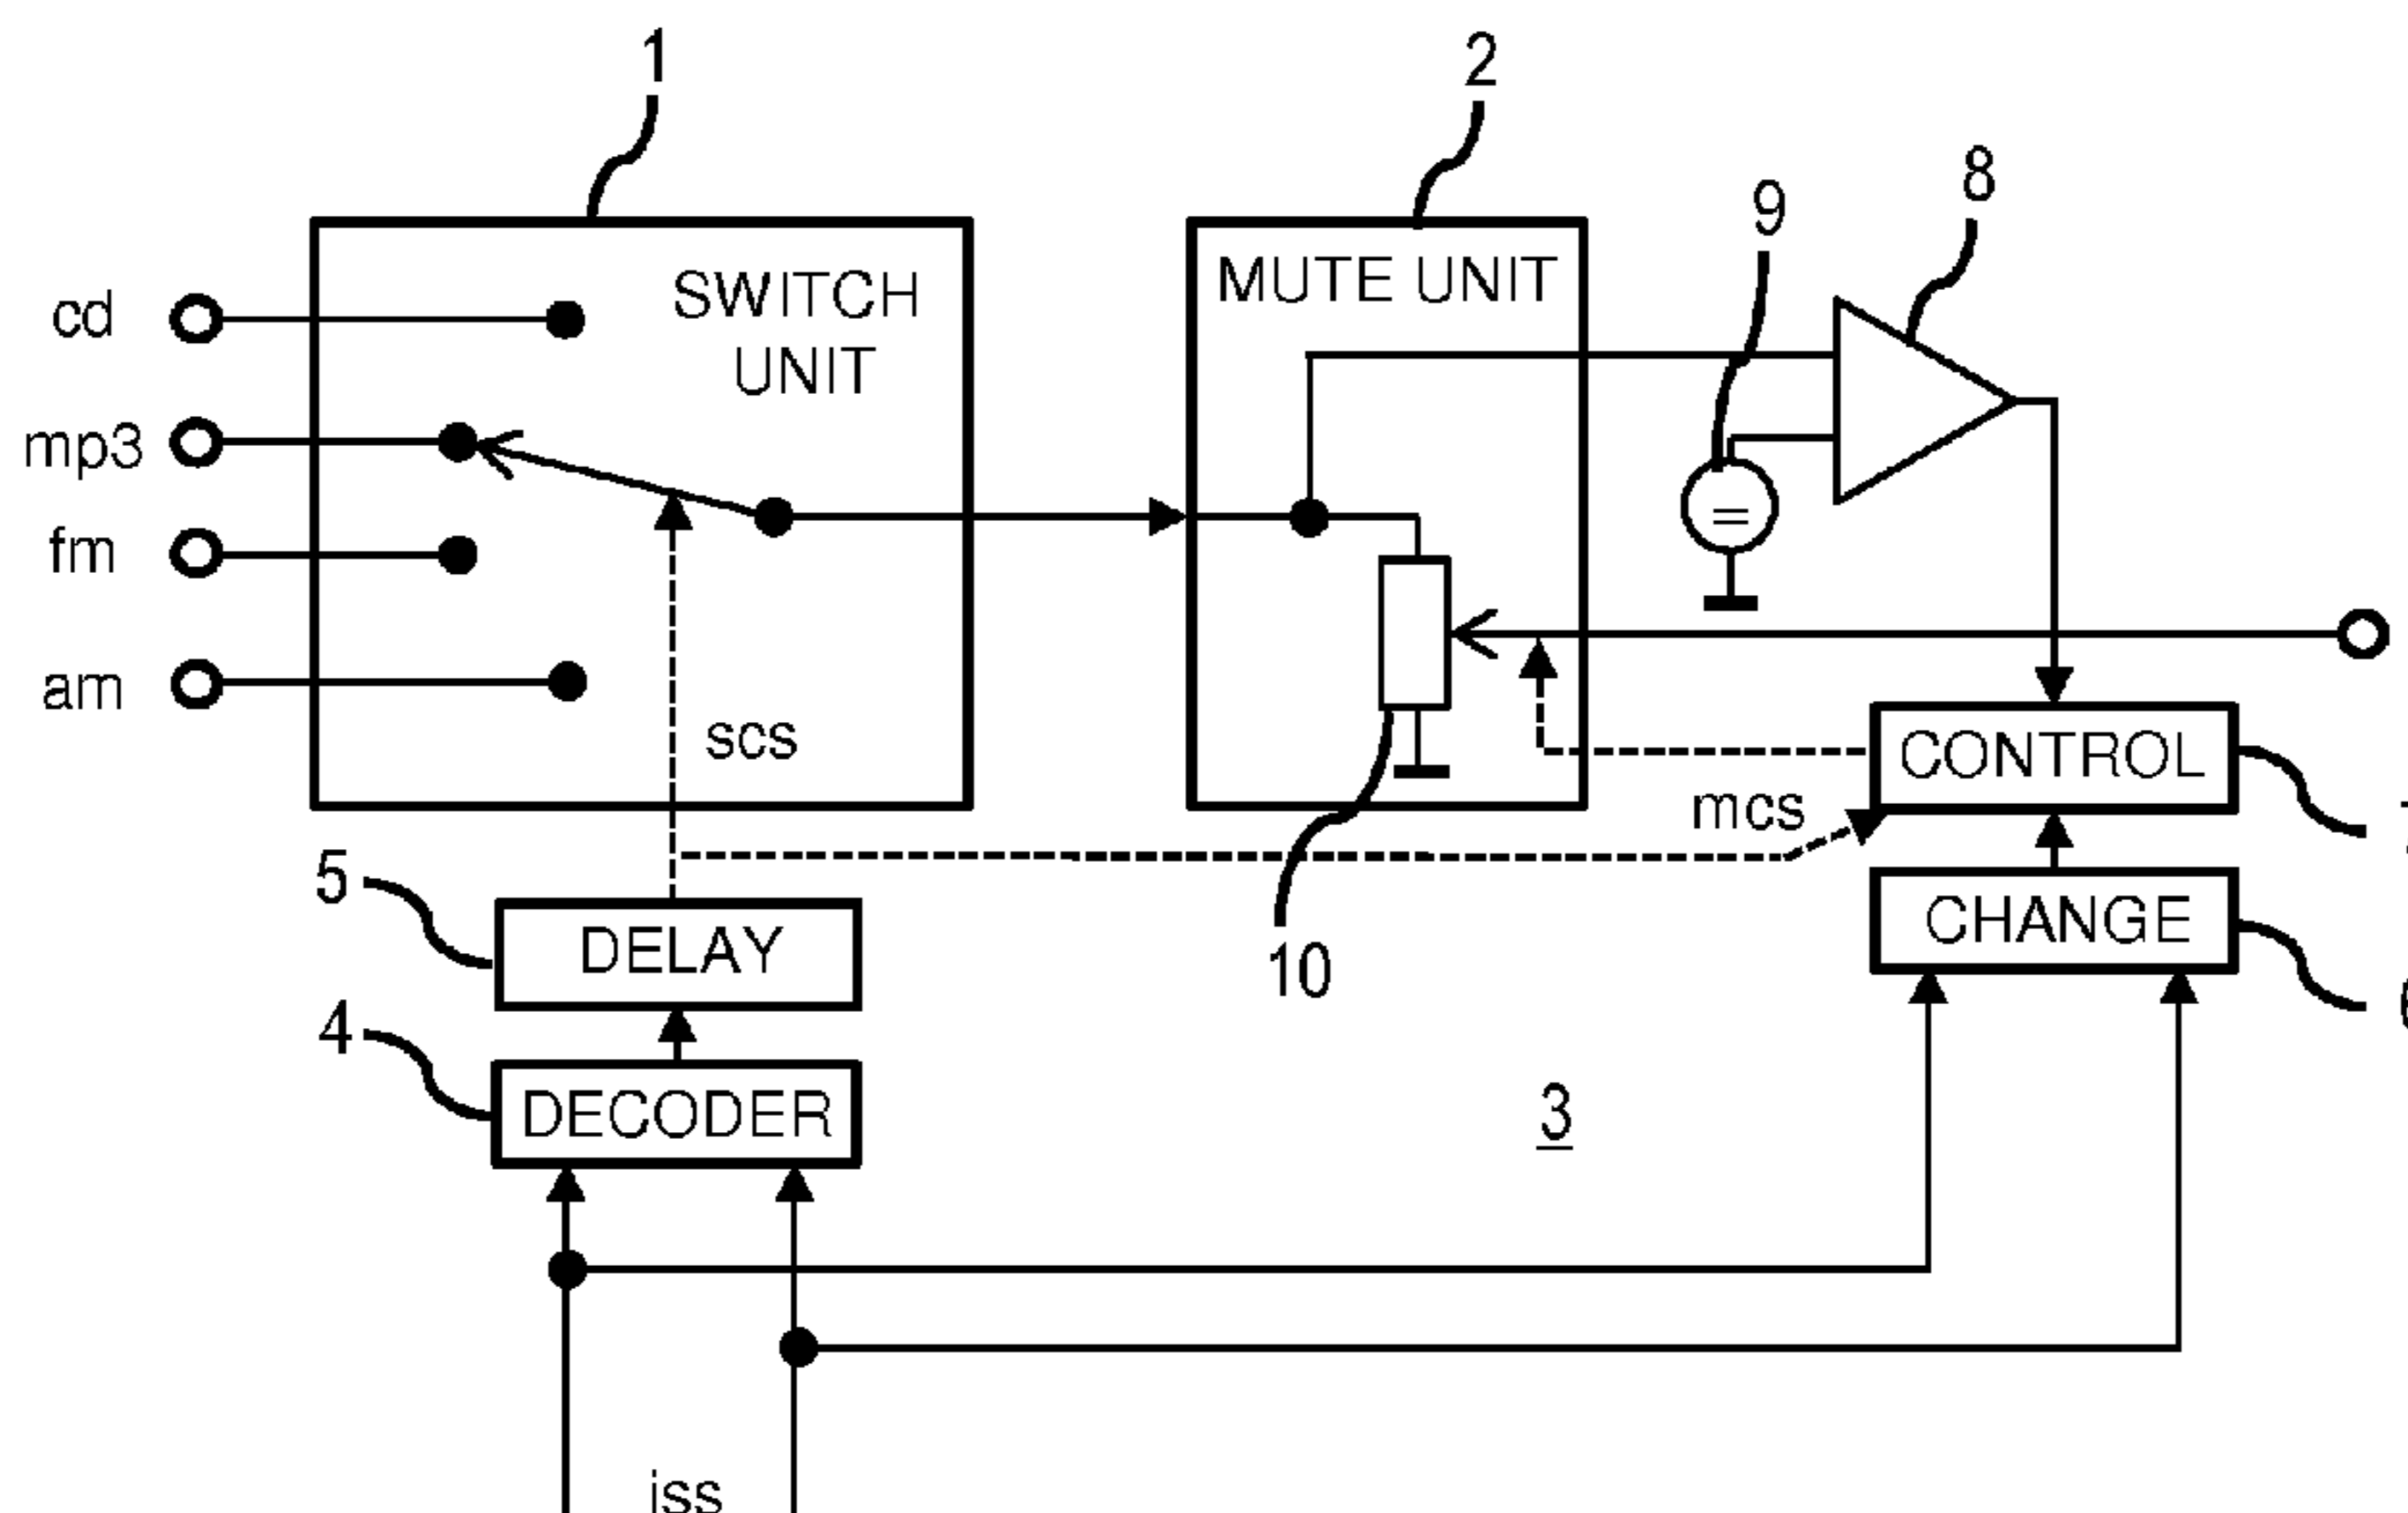 1
2
8
9
SWITCH
UNIT
MUTE UNIT
cd
mp3
fm
am
scs
CONTROL
mcs
5
DELAY
CHANGE
10
4
DECODER
3
iss